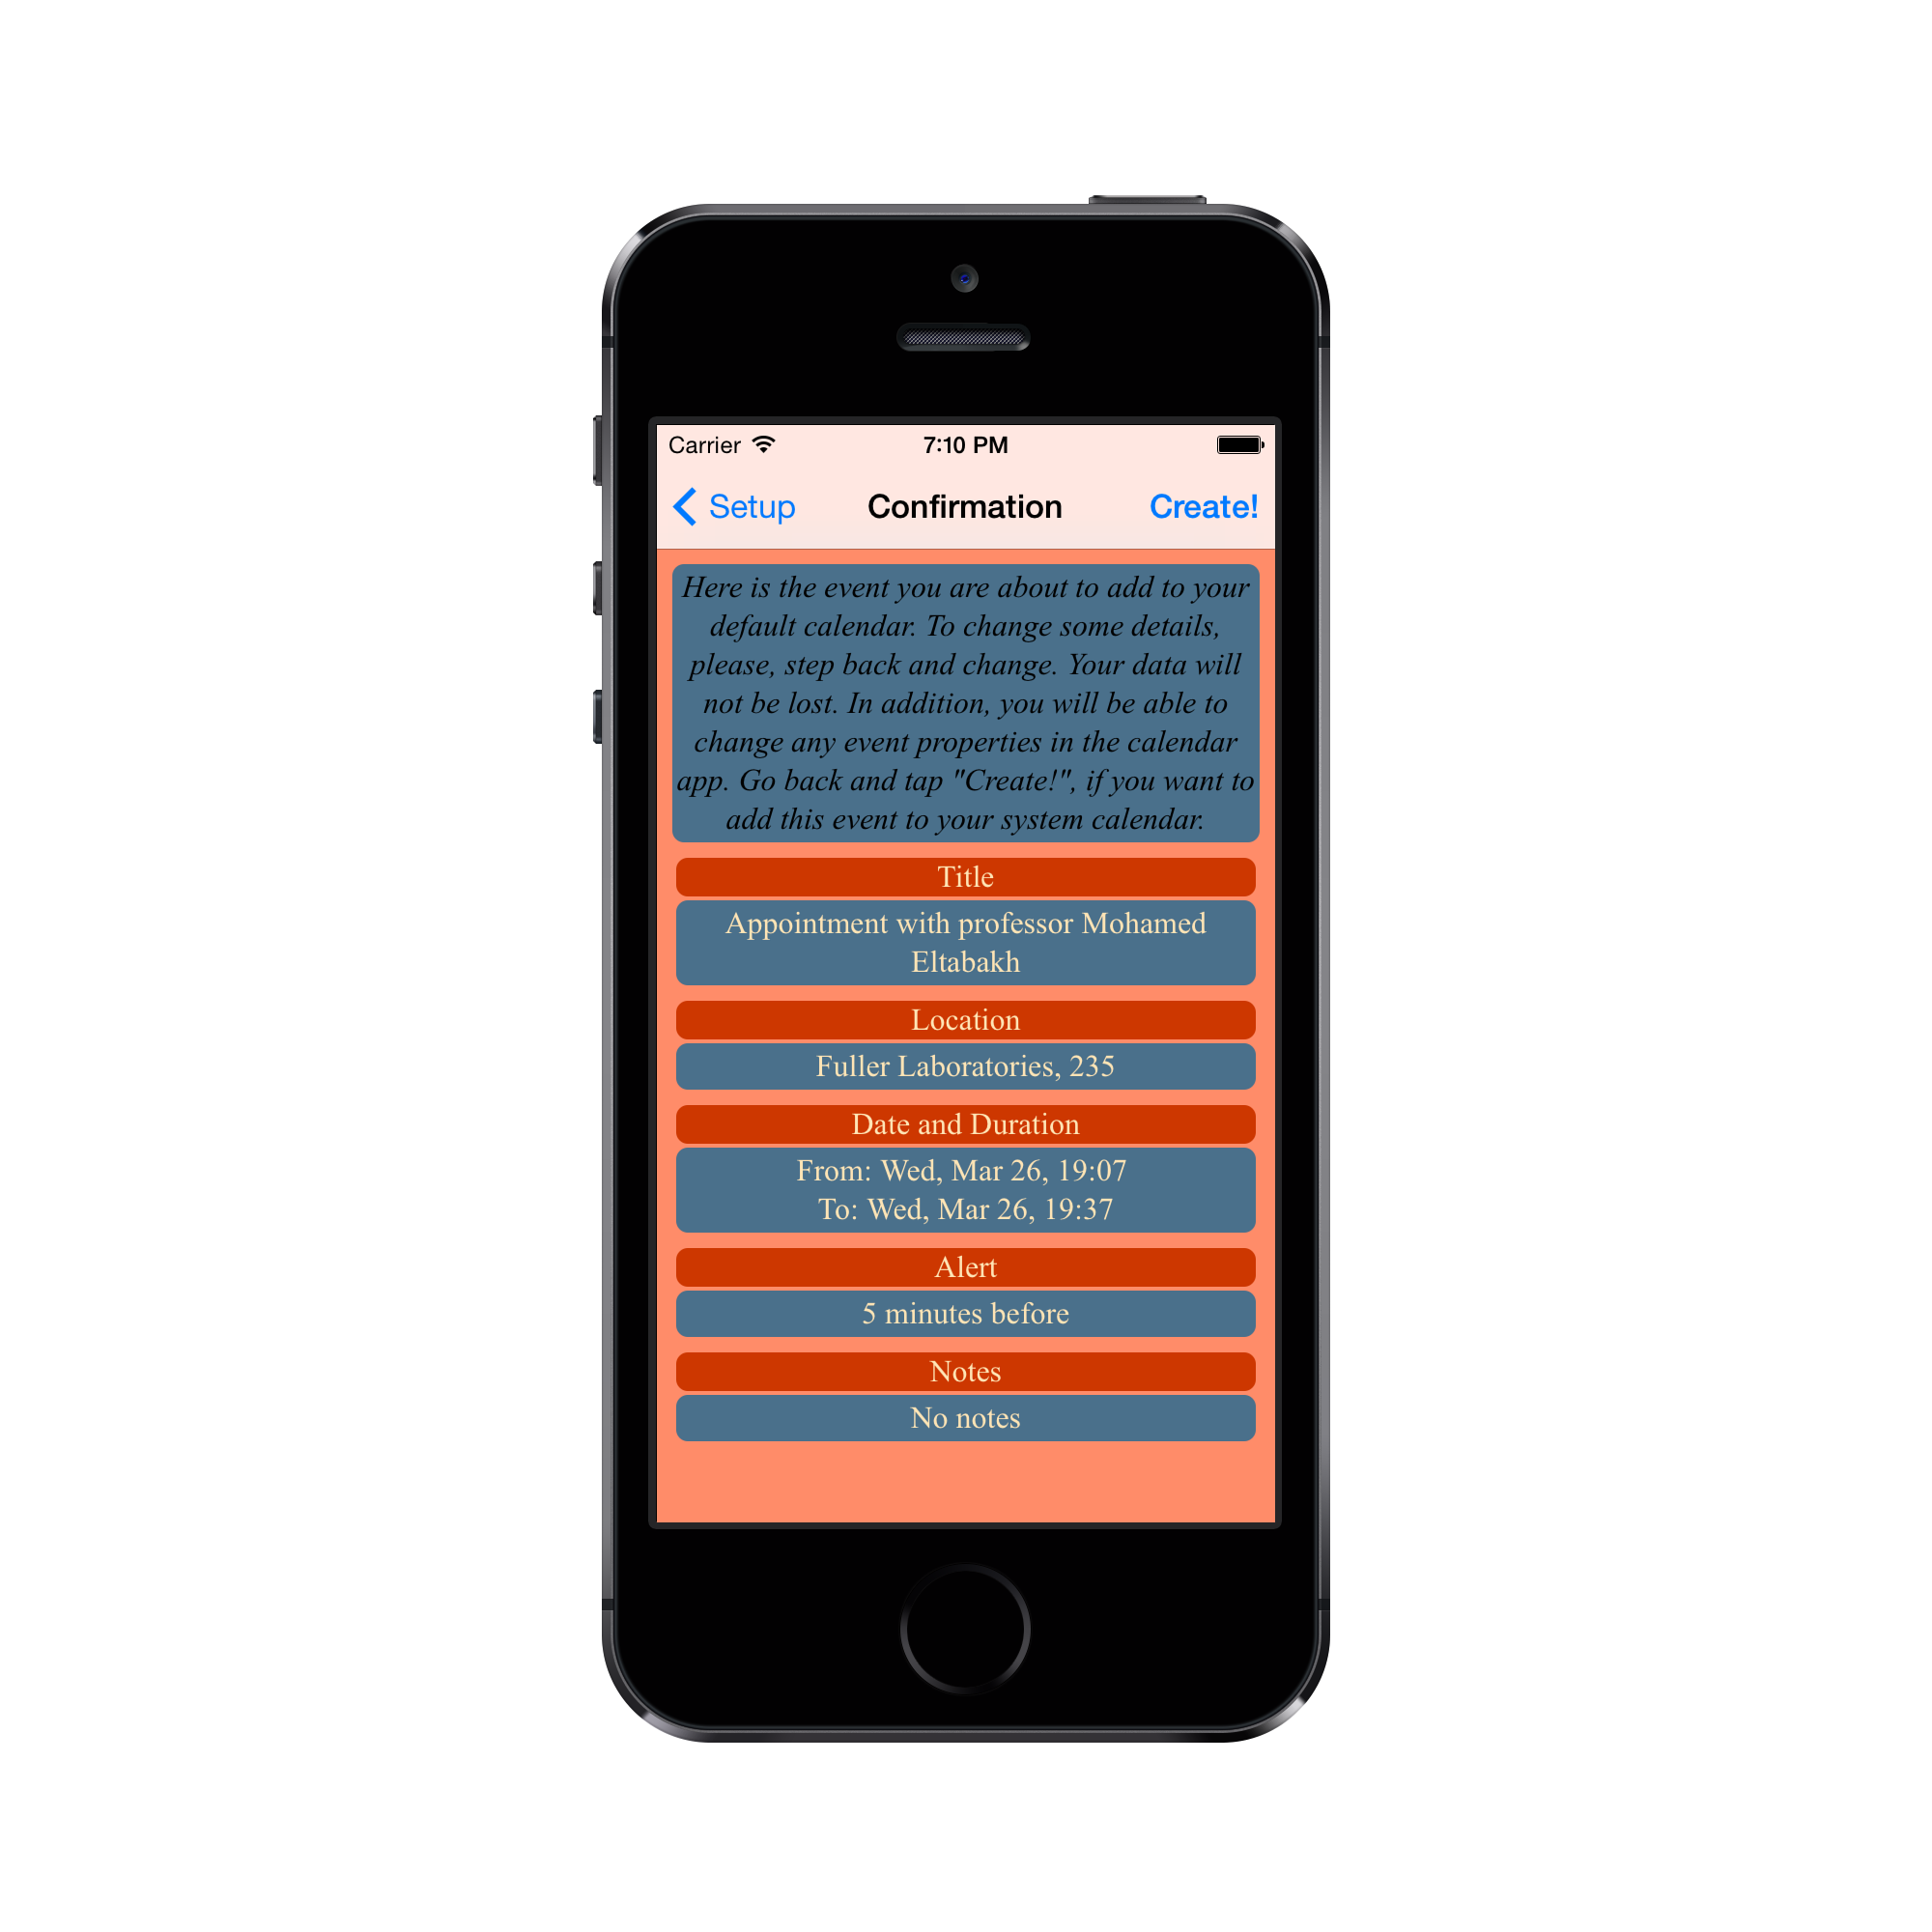 Carrier 7:10 PM
Setup Confirmation Create!
Here is the event you are about to add to your
default calendar. To change some details,
please, step back and change. Your data will
not be lost. In addition, you will be able to
change any event properties in the calendar
app. Go back and tap "Create!", if you want to
add this event to your system calendar.
Title
Appointment with professor Mohamed
Eltabakh
Location
Fuller Laboratories, 235
Date and Duration
From: Wed, Mar 26, 19:07
To: Wed, Mar 26, 19:37
Alert
5 minutes before
Notes
No notes